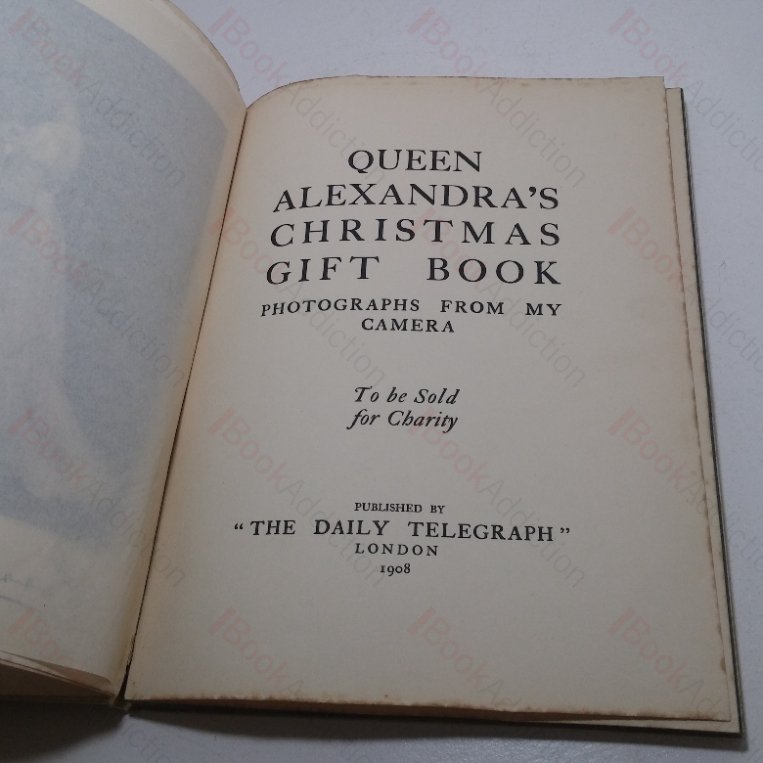 QUEEN
ALEXANDRA'S
CHRISTMAS
GIFT BOOK
PHOTOGRAPHS FROM MY
CAMERA
To be Sold
for Charity
PUBLISHED BY
"THE DAILY TELEGRAPH"
LONDON
1908
BookAddiction